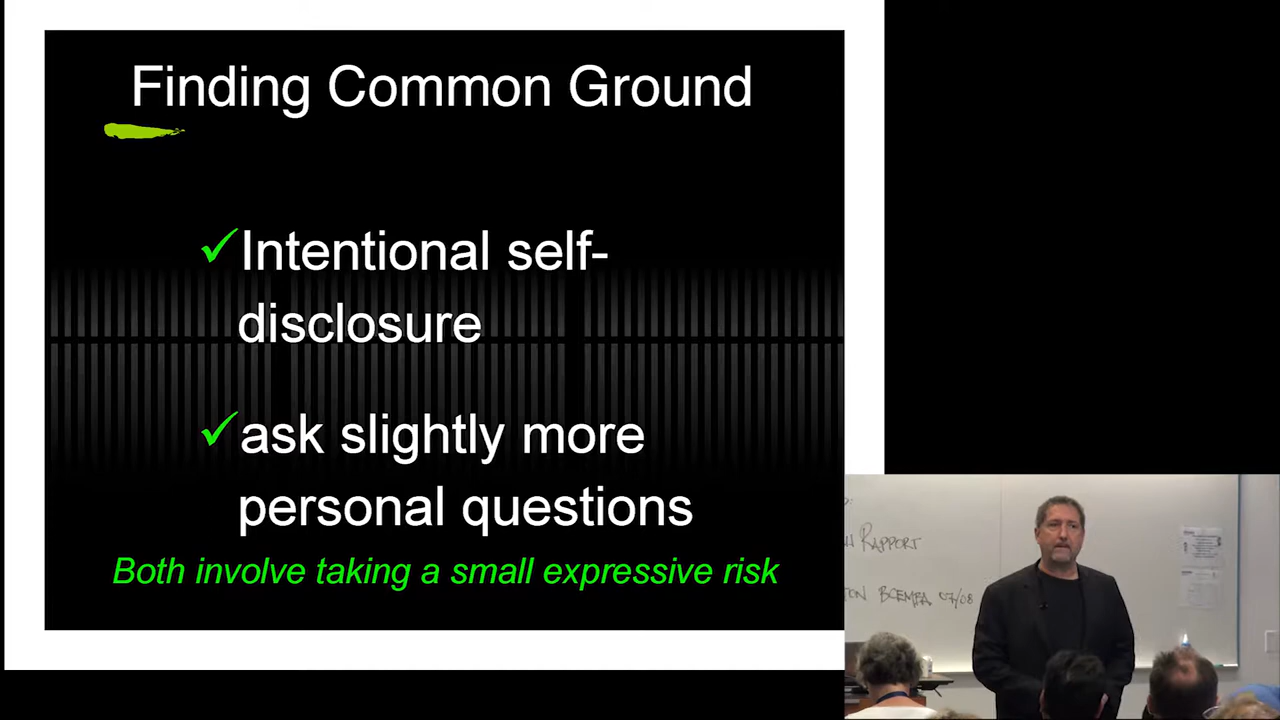 Finding Common Ground
✓Intentional self-
disclosure
✓ask slightly more
personal questions
Both involve taking a small expressive risk
RAPPORT
BCEMBA 07/08